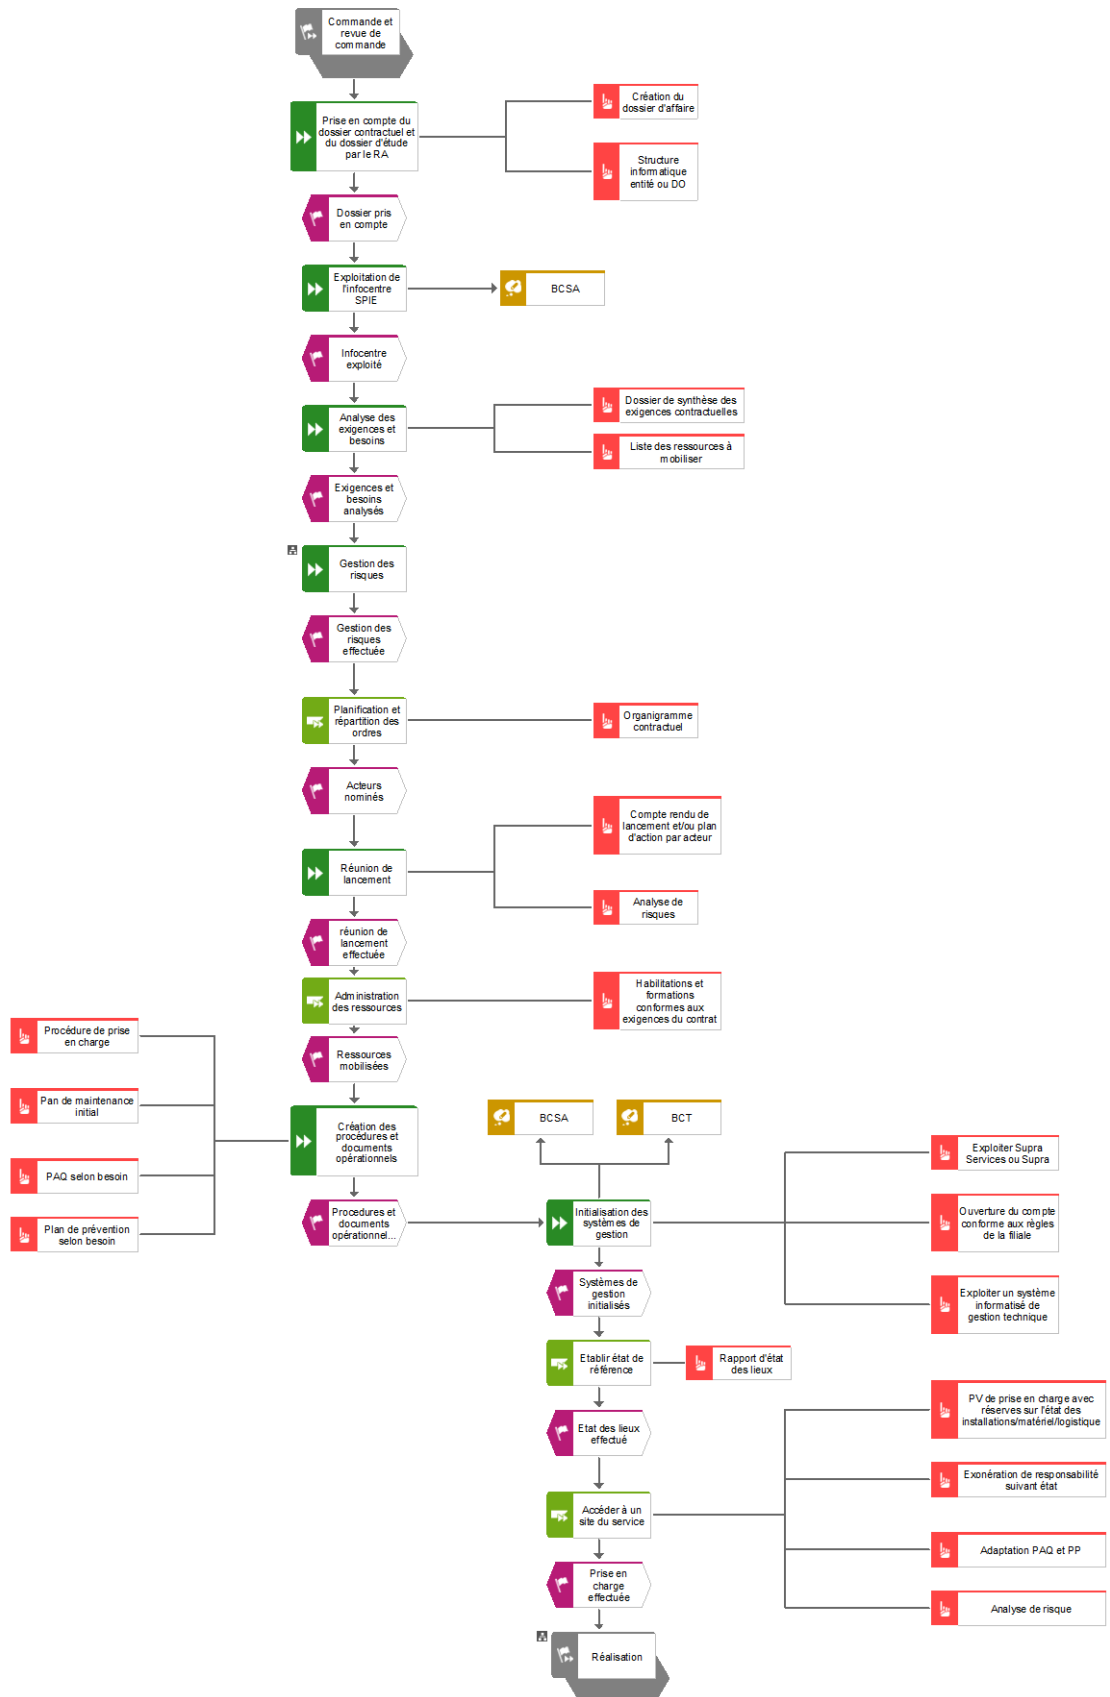 Commande et
revue de
commande
Prise en compte du
dossier contractuel et
du dossier d'étude
par le RA
Création du
dossier d'affaire
Structure
informatique
entité ou DO
Dossier pris
en compte
Exploitation de
l'infocentre
SPIE
BCSA
Infocentre
exploité
Analyse des
exigences et
besoins
Dossier de synthèse des
exigences contractuelles
Liste des ressources à
mobiliser
Exigences et
besoins
analysés
Gestion des
risques
Gestion des
risques
effectuée
Planification et
répartition des
ordres
Organigramme
contractuel
Acteurs
nominés
Compte rendu de
lancement et/ou plan
d'action par acteur
Réunion de
lancement
Analyse de
risques
réunion de
lancement
effectuée
Administration
des ressources
Habilitations et
formations
conformes aux
exigences du contrat
Procédure de prise
en charge
Ressources
mobilisées
Pan de maintenance
initial
Création des
procédures et
documents
opérationnels
BCSA
BCT
PAQ selon besoin
Exploiter Supra
Services ou Supra
Plan de prévention
selon besoin
Procedures et
documents
opérationnel...
Initialisation des
systèmes de
gestion
Ouverture du compte
conforme aux règles
de la filiale
Systèmes de
gestion
initialisés
Exploiter un système
informatisé de
gestion technique
Etablir état de
référence
Rapport d'état
des lieux
PV de prise en charge avec
réserves sur l'état des
installations/matériel/logistique
Etat des lieux
effectué
Exonération de responsabilité
suivant état
Accéder à un
site du service
Adaptation PAQ et PP
Prise en
charge
effectuée
Analyse de risque
Réalisation